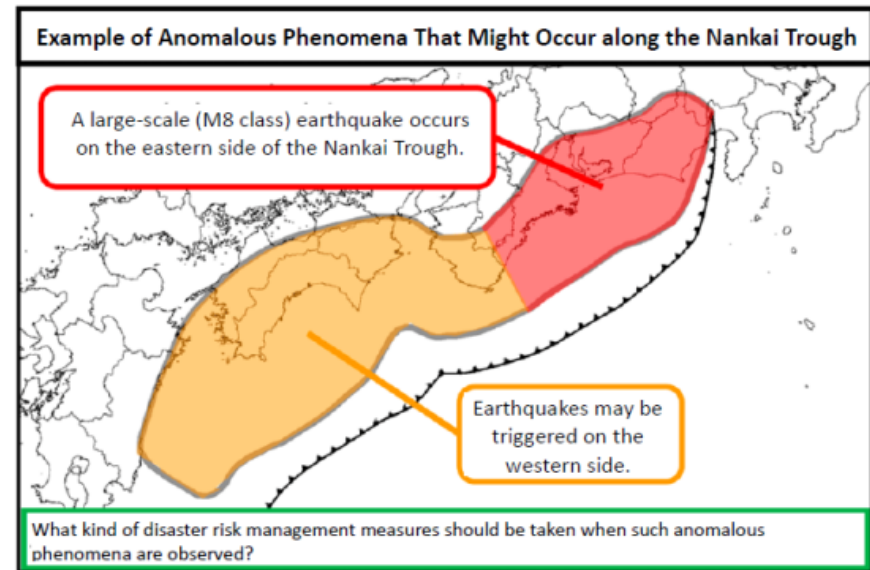 Example of Anomalous Phenomena That Might Occur along the Nankai Trough
A large-scale (M8 class) earthquake occurs
on the eastern side of the Nankai Trough.
Earthquakes may be
triggered on the
western side.
What kind of disaster risk management measures should be taken when such anomalous
phenomena are observed?